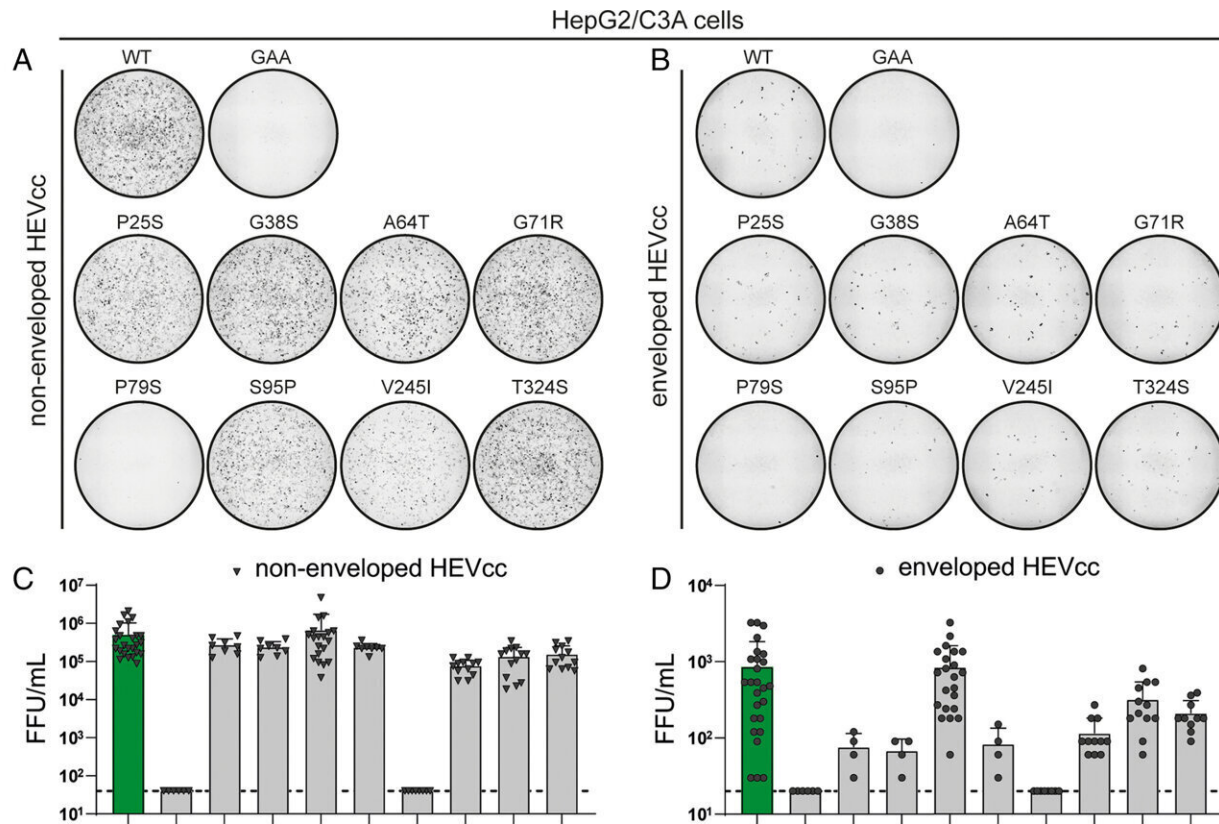 HepG2/C3A cells
A
B
WT GAA
WT GAA
non-enveloped HEVcc
enveloped HEVcc
P25S G38S A64T G71R
P25S G38S A64T G71R
P79S S95P V245I T324S
P79S S95P V245I T324S
C
non-enveloped HEVcc
FFU/mL
10⁷
10⁶
10⁵
10⁴
10³
10²
10¹
D
enveloped HEVcc
FFU/mL
10⁴
10³
10²
10¹